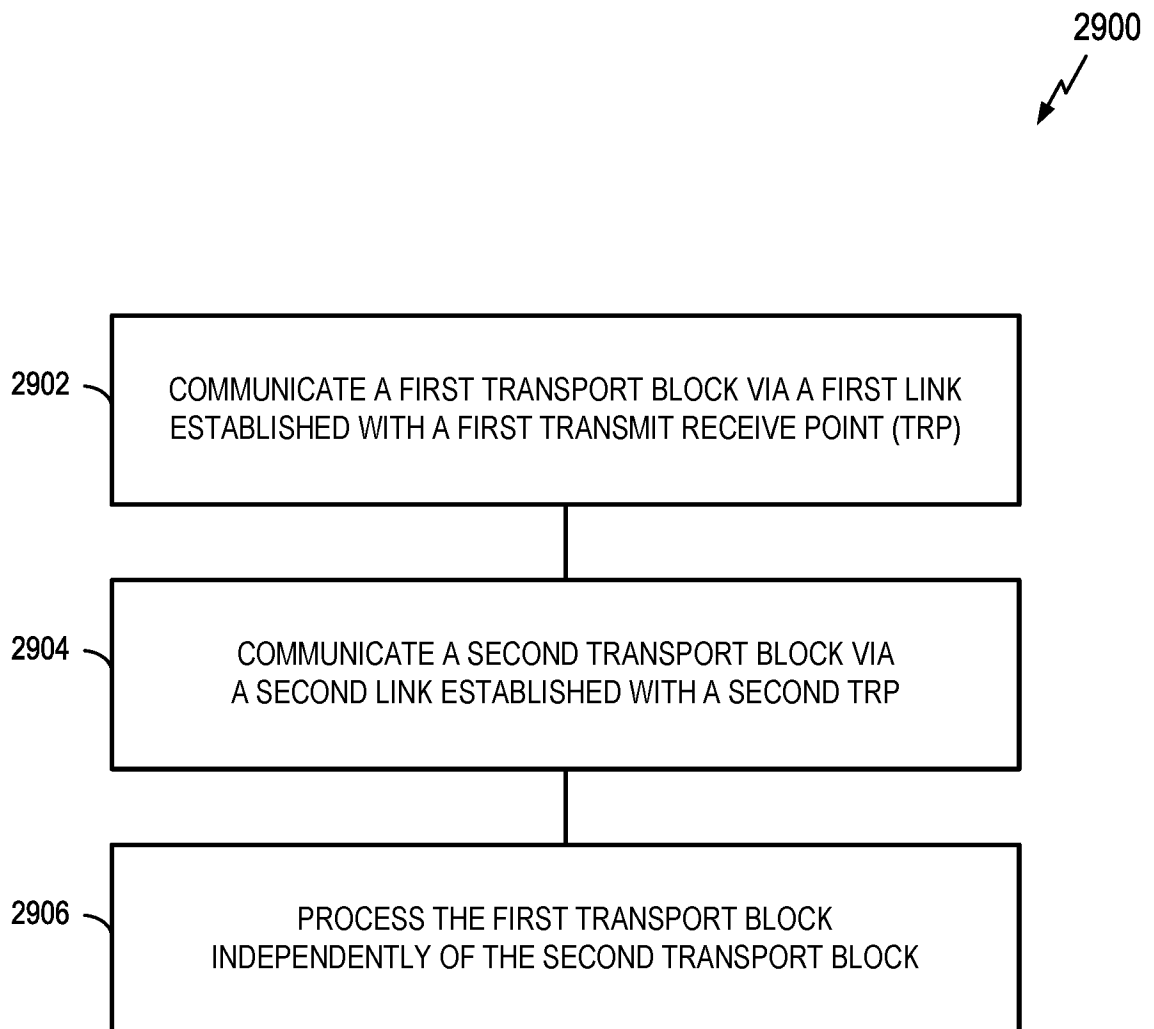 2900
2902
COMMUNICATE A FIRST TRANSPORT BLOCK VIA A FIRST LINK
ESTABLISHED WITH A FIRST TRANSMIT RECEIVE POINT (TRP)
2904
COMMUNICATE A SECOND TRANSPORT BLOCK VIA
A SECOND LINK ESTABLISHED WITH A SECOND TRP
2906
PROCESS THE FIRST TRANSPORT BLOCK
INDEPENDENTLY OF THE SECOND TRANSPORT BLOCK